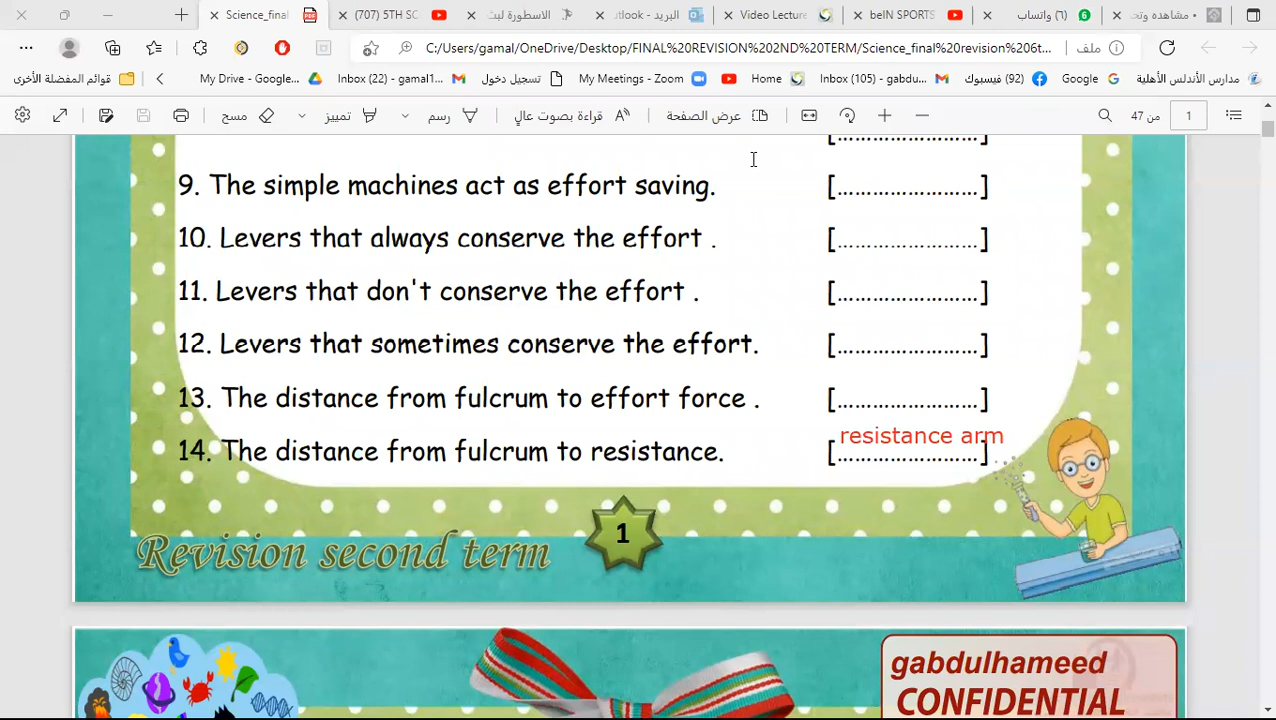 Science_final
(707) 5TH SC
الاسطورة لبث
البريد - outlook
Video Lecture
beIN SPORTS
(٦) واتساب
مشاهده وتحـ
C:/Users/gamal/OneDrive/Desktop/FINAL%20REVISION%202ND%20TERM/Science_final%20revision%206t...
ملف
قوائم المفضلة الأخرى
My Drive - Google...
Inbox (22) - gamal1...
تسجيل دخول
My Meetings - Zoom
Home
Inbox (105) - gabdu...
(92) فيسبوك
Google
مدارس الأندلس الأهلية
مسح
تمييز
رسم
قراءة بصوت عالٍ
عرض الصفحة
من 47
1
[........................]
9. The simple machines act as effort saving. [........................]
10. Levers that always conserve the effort . [........................]
11. Levers that don't conserve the effort . [........................]
12. Levers that sometimes conserve the effort. [........................]
13. The distance from fulcrum to effort force . [........................]
resistance arm
14. The distance from fulcrum to resistance. [........................]
Revision second term
1
gabdulhameed
CONFIDENTIAL